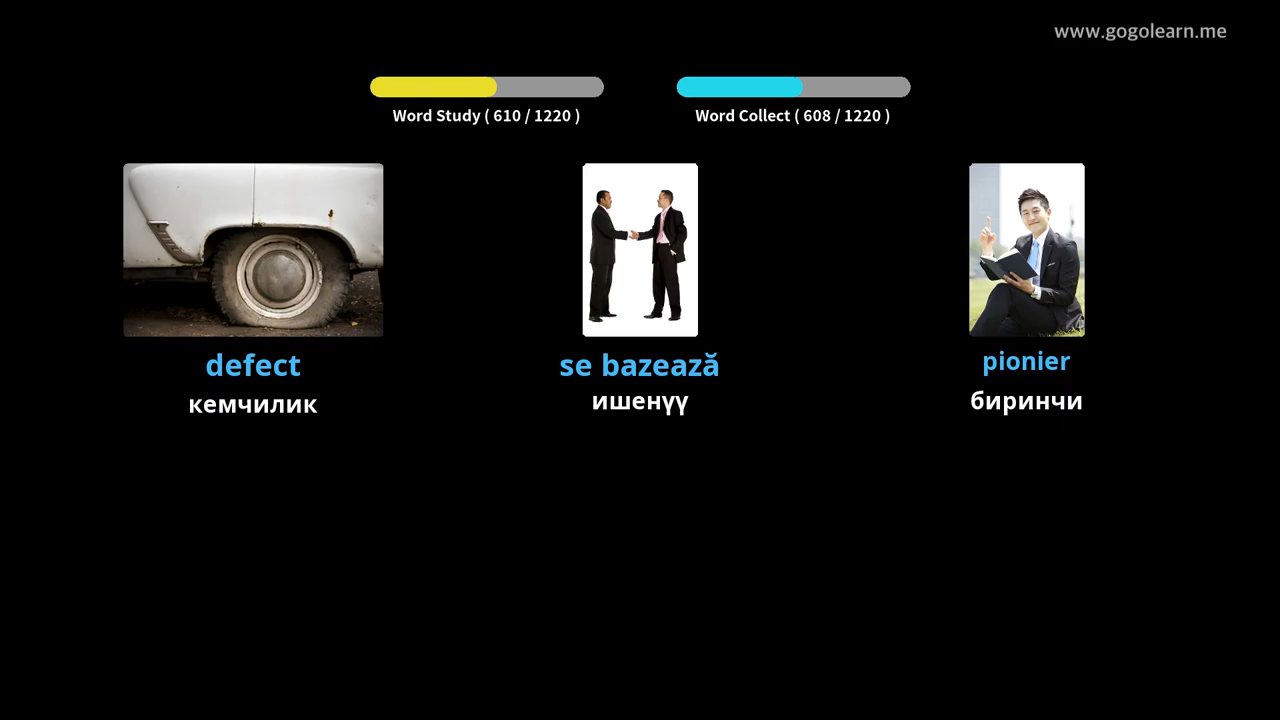 www.gogolearn.me
Word Study ( 610 / 1220 )
Word Collect ( 608 / 1220 )
defect
se bazează
pionier
кемчилик
ишенүү
биринчи